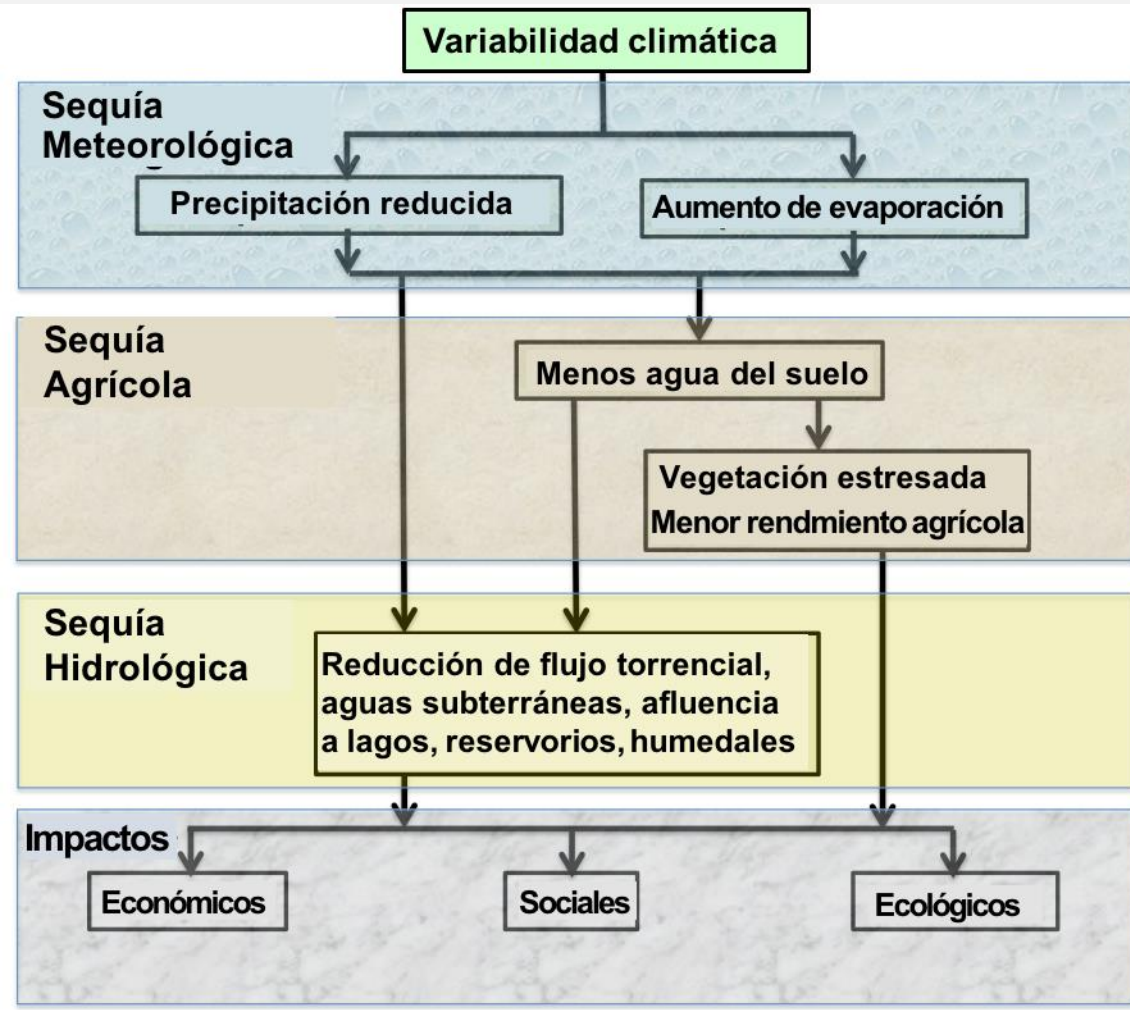 Variabilidad climática
Sequía
Meteorológica
Precipitación reducida
Aumento de evaporación
Sequía
Agrícola
Menos agua del suelo
Vegetación estresada
Menor rendmiento agrícola
Sequía
Hidrológica
Reducción de flujo torrencial,
aguas subterráneas, afluencia
a lagos, reservorios, humedales
Impactos
Económicos
Sociales
Ecológicos